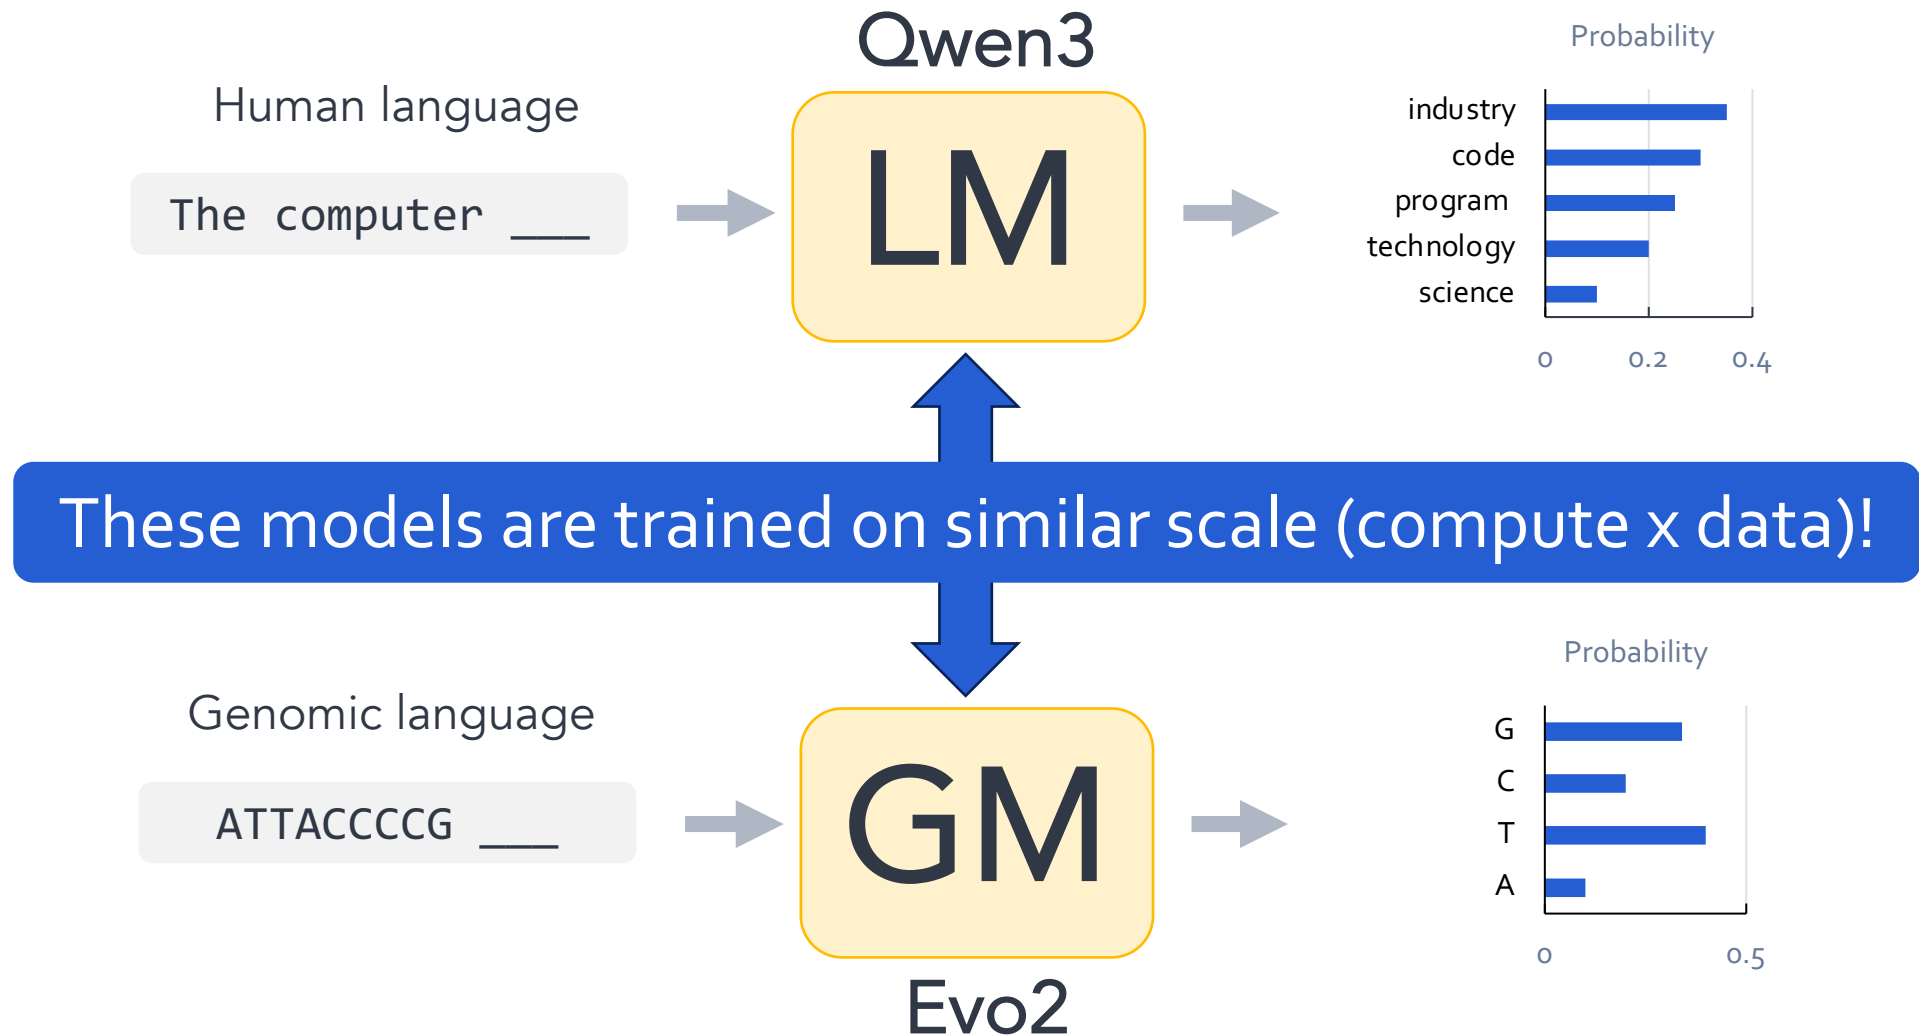 Qwen3
Human language
The computer ___
LM
Probability
industry
code
program
technology
science
0 0.2 0.4
These models are trained on similar scale (compute x data)!
Genomic language
ATTACCCCG ___
GM
Evo2
Probability
G
C
T
A
0 0.5